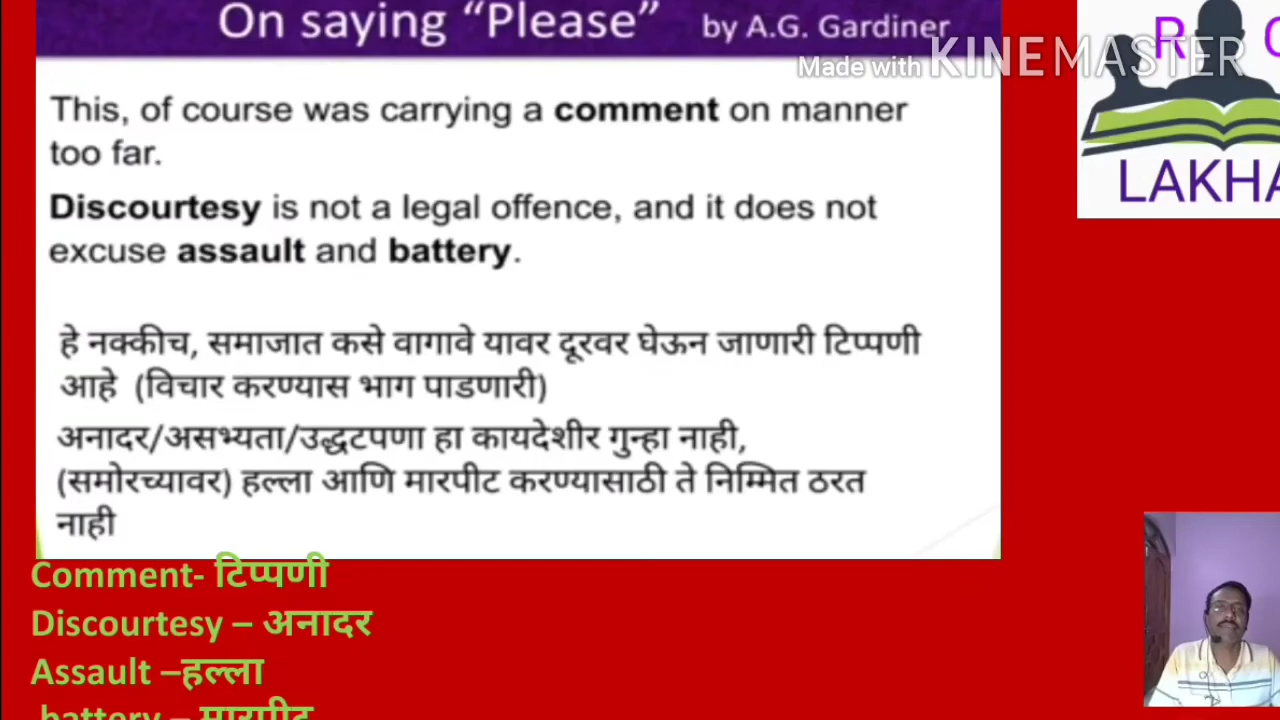 On saying “Please” by A.G. Gardiner
Made with KINEMASTER
R
This, of course was carrying a comment on manner
too far.
Discourtesy is not a legal offence, and it does not
excuse assault and battery.
हे नक्कीच, समाजात कसे वागावे यावर दूरवर घेऊन जाणारी टिप्पणी
आहे (विचार करण्यास भाग पाडणारी)
अनादर/असभ्यता/उद्धटपणा हा कायदेशीर गुन्हा नाही,
(समोरच्यावर) हल्ला आणि मारपीट करण्यासाठी ते निम्मित ठरत
नाही
LAKHA
Comment- टिप्पणी
Discourtesy – अनादर
Assault –हल्ला
battery – मारपीट